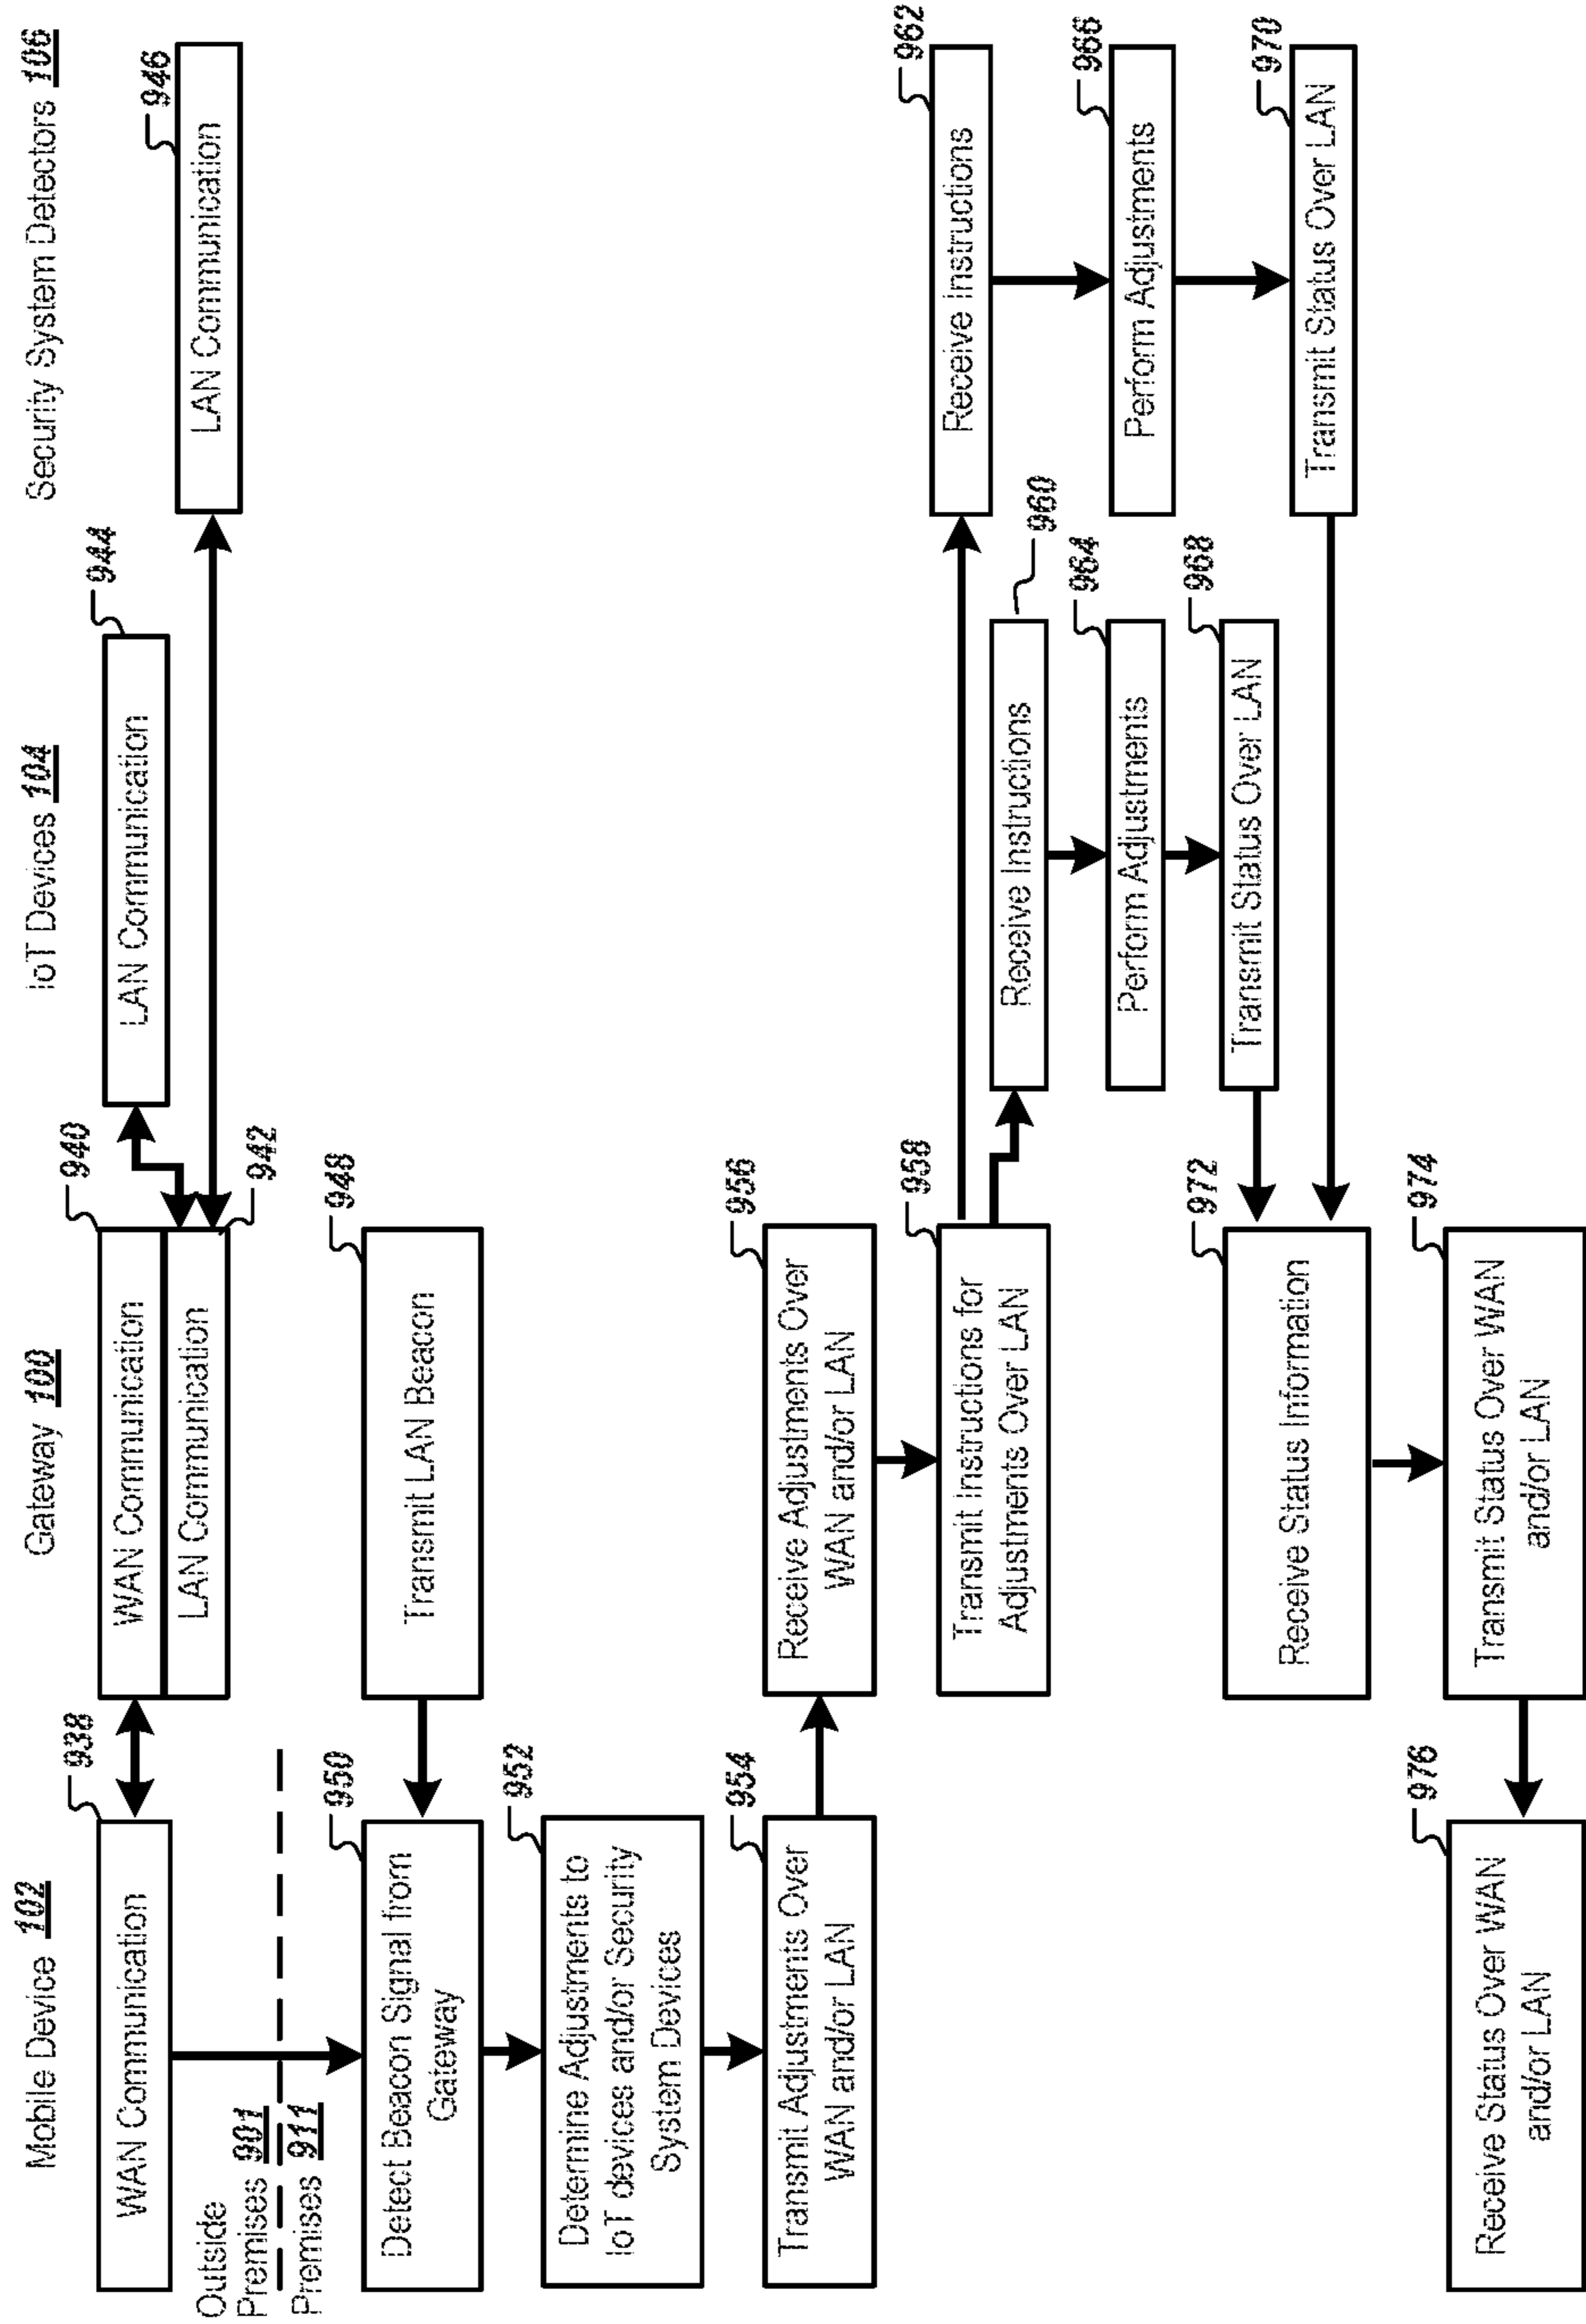 Mobile Device 102
Gateway 100
IoT Devices 104
Security System Detectors 106
938
WAN Communication
940
WAN Communication
LAN Communication
942
944
LAN Communication
946
LAN Communication
Outside
Premises 901
Premises 911
950
Detect Beacon Signal from
Gateway
948
Transmit LAN Beacon
952
Determine Adjustments to
IoT devices and/or Security
System Devices
954
Transmit Adjustments Over
WAN and/or LAN
956
Receive Adjustments Over
WAN and/or LAN
958
Transmit Instructions for
Adjustments Over LAN
960
Receive Instructions
962
Receive Instructions
964
Perform Adjustments
966
Perform Adjustments
968
Transmit Status Over LAN
970
Transmit Status Over LAN
972
Receive Status Information
974
Transmit Status Over WAN
and/or LAN
976
Receive Status Over WAN
and/or LAN